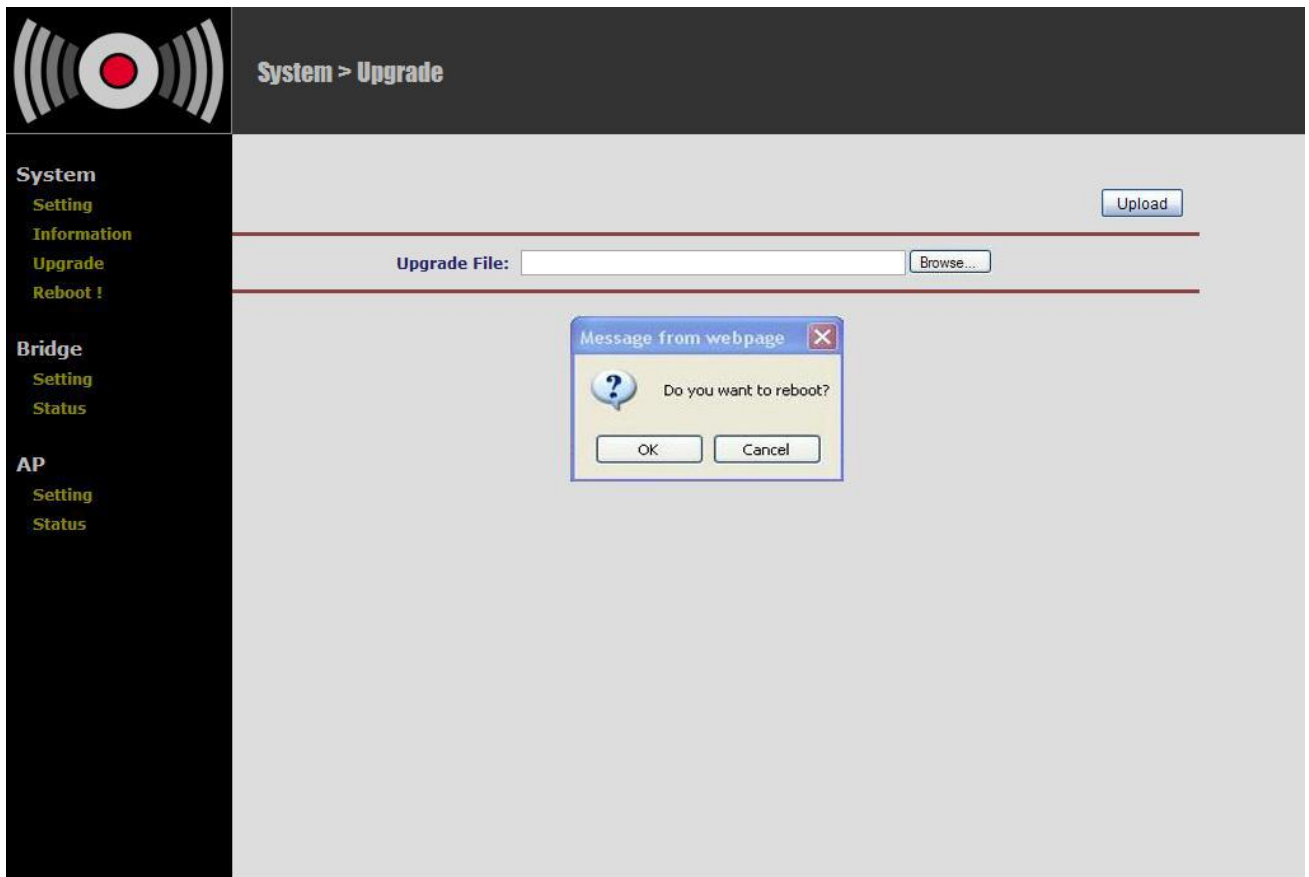 System > Upgrade
System
Setting
Information
Upgrade
Reboot !
Bridge
Setting
Status
AP
Setting
Status
Upload
Upgrade File:
Browse...
Message from webpage
Do you want to reboot?
OK
Cancel